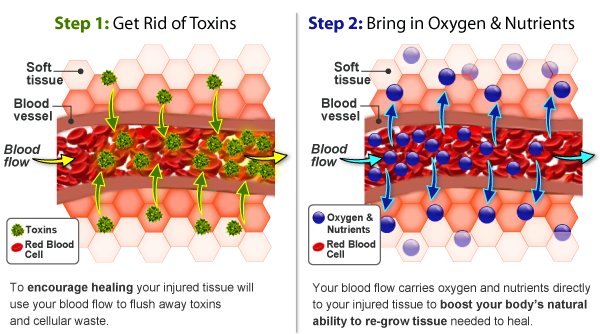 Step 1: Get Rid of Toxins
Soft
tissue
Blood
vessel
Blood
flow
Toxins
Red Blood
Cell
To encourage healing your injured tissue will
use your blood flow to flush away toxins
and cellular waste.
Step 2: Bring in Oxygen & Nutrients
Soft
tissue
Blood
vessel
Blood
flow
Oxygen &
Nutrients
Red Blood
Cell
Your blood flow carries oxygen and nutrients directly
to your injured tissue to boost your body's natural
ability to re-grow tissue needed to heal.